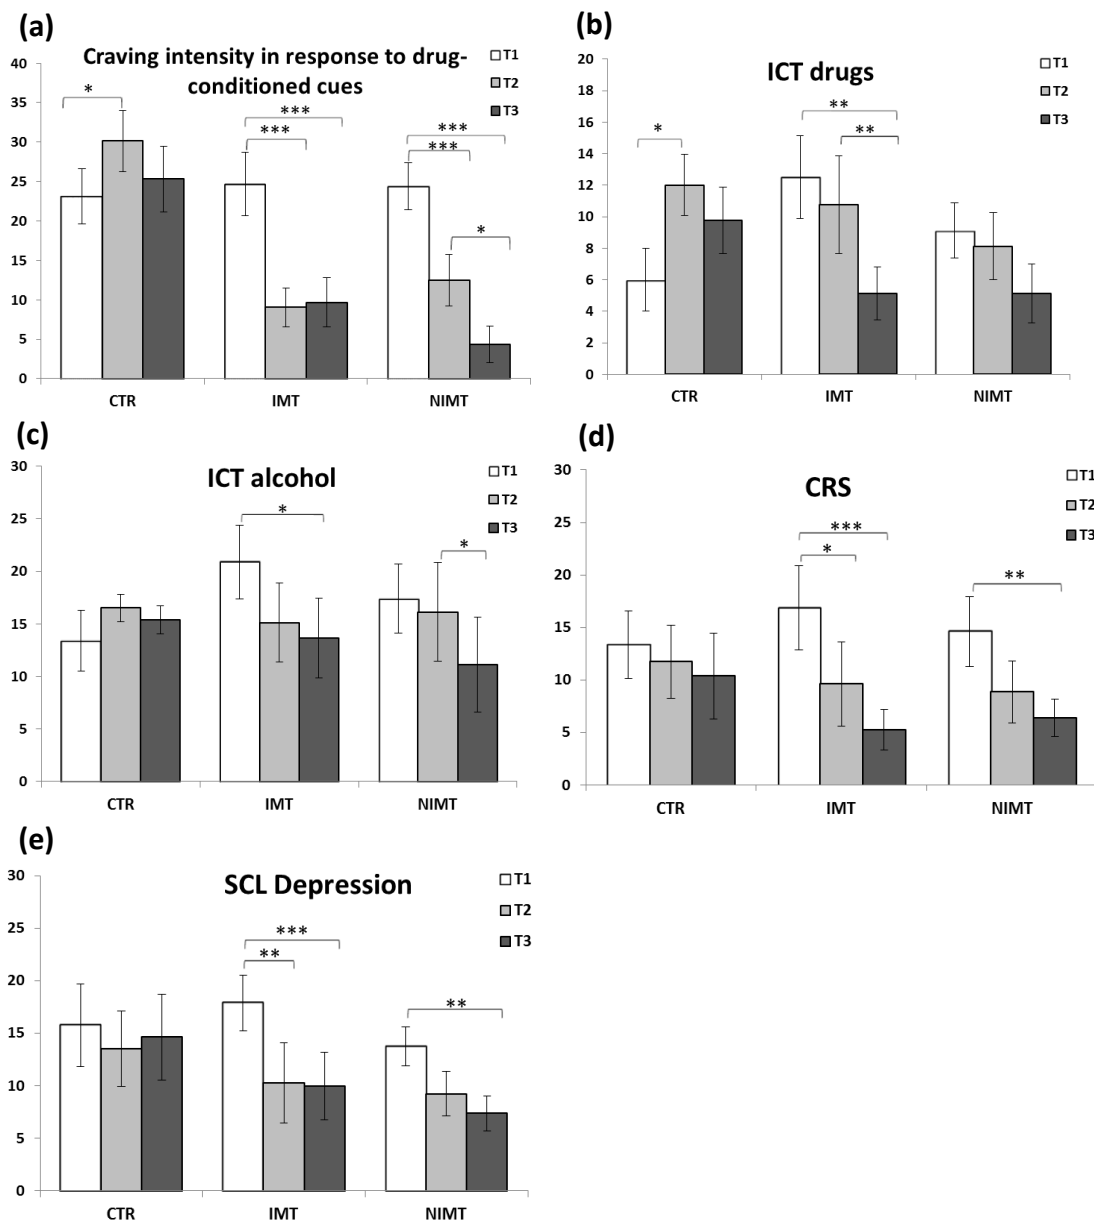 (a)
Craving intensity in response to drug-
conditioned cues
T1
T2
T3
40
35
30
25
20
15
10
5
0
*
***
***
***
***
*
CTR IMT NIMT
(b)
ICT drugs
T1
T2
T3
20
18
16
14
12
10
8
6
4
2
0
*
**
**
CTR IMT NIMT
(c)
ICT alcohol
T1
T2
T3
30
25
20
15
10
5
0
*
*
CTR IMT NIMT
(d)
CRS
T1
T2
T3
30
25
20
15
10
5
0
***
*
**
CTR IMT NIMT
(e)
SCL Depression
T1
T2
T3
30
25
20
15
10
5
0
***
**
**
CTR IMT NIMT